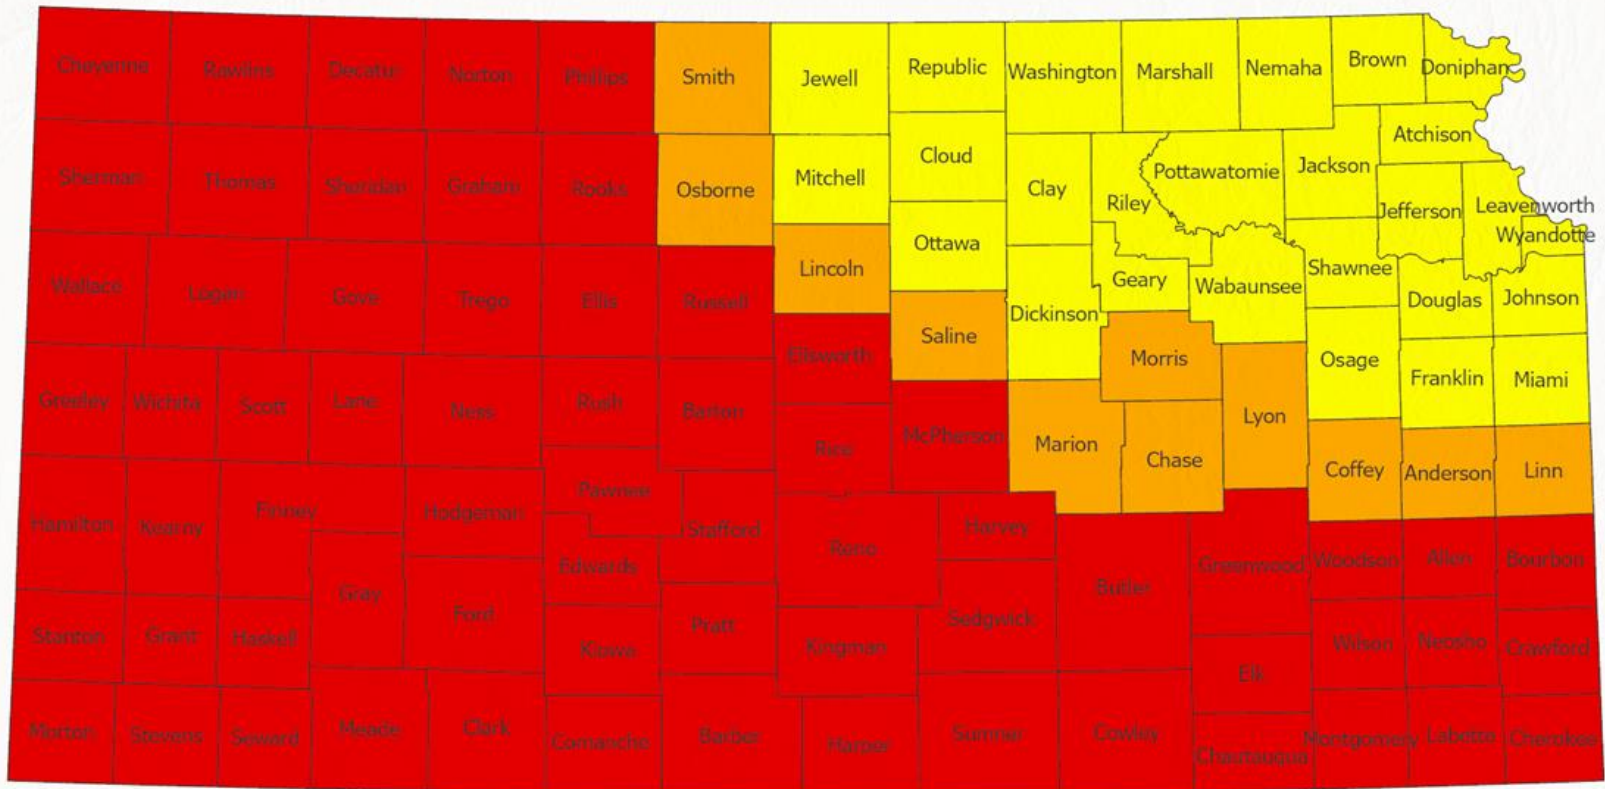 Cheyenne
Rawlins
Decatur
Norton
Phillips
Smith
Jewell
Republic
Washington
Marshall
Nemaha
Brown
Doniphan
Sherman
Thomas
Sheridan
Graham
Rooks
Osborne
Mitchell
Cloud
Clay
Riley
Pottawatomie
Jackson
Atchison
Jefferson
Leavenworth
Wyandotte
Wallace
Logan
Gove
Trego
Ellis
Russell
Lincoln
Ottawa
Saline
Dickinson
Geary
Wabaunsee
Shawnee
Douglas
Johnson
Greeley
Wichita
Scott
Lane
Ness
Rush
Barton
Ellsworth
Rice
McPherson
Marion
Morris
Chase
Lyon
Osage
Franklin
Miami
Coffey
Anderson
Linn
Hamilton
Kearny
Finney
Hodgeman
Pawnee
Stafford
Edwards
Reno
Harvey
Sedgwick
Butler
Greenwood
Woodson
Allen
Bourbon
Stanton
Grant
Haskell
Gray
Ford
Kiowa
Pratt
Kingman
Elk
Wilson
Neosho
Crawford
Morton
Stevens
Seward
Meade
Clark
Comanche
Barber
Harper
Sumner
Cowley
Chautauqua
Montgomery
Labette
Cherokee